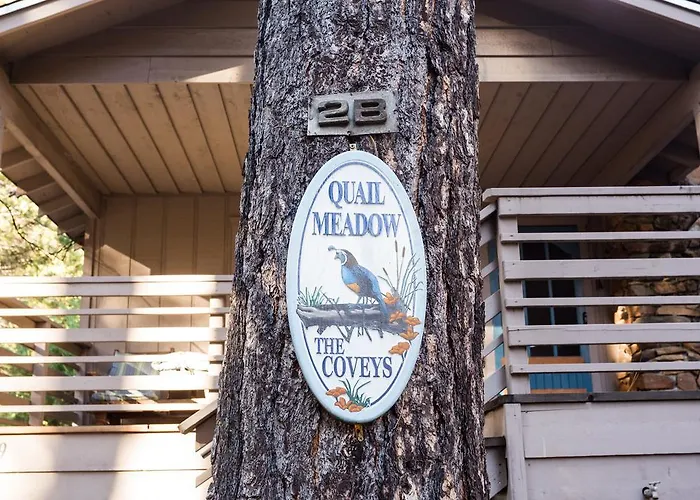 2B
QUAIL
MEADOW
THE
COVEYS